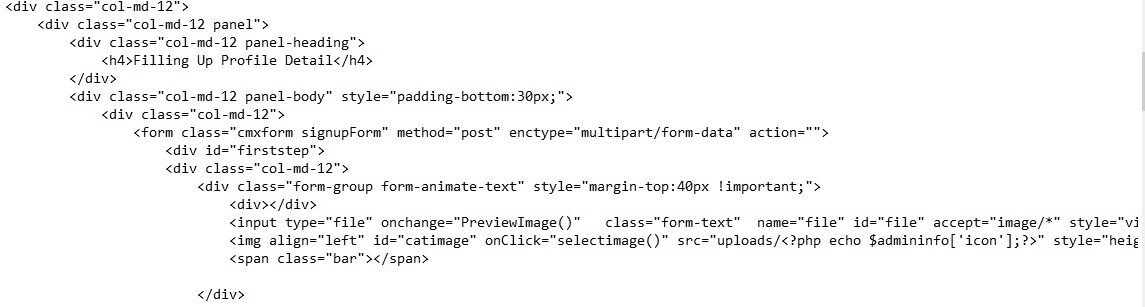 <div class="col-md-12">
<div class="col-md-12 panel">
<div class="col-md-12 panel-heading">
<h4>Filling Up Profile Detail</h4>
</div>
<div class="col-md-12 panel-body" style="padding-bottom:30px;">
<div class="col-md-12">
<form class="cmxform signupForm" method="post" enctype="multipart/form-data" action="">
<div id="firststep">
<div class="col-md-12">
<div class="form-group form-animate-text" style="margin-top:40px !important;">
<div></div>
<input type="file" onchange="PreviewImage()"   class="form-text"  name="file" id="file" accept="image/*" style="vi
<img align="left" id="catimage" onClick="selectimage()" src="uploads/<?php echo $admininfo['icon'];?>" style="heig
<span class="bar"></span>
</div>